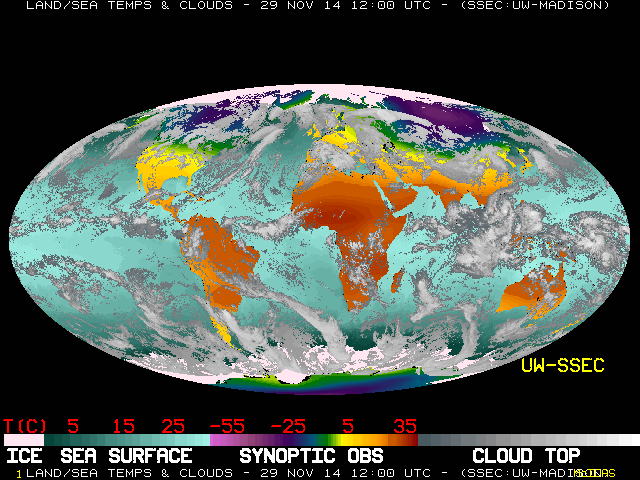 LAND/SEA TEMPS & CLOUDS - 29 NOV 14 12:00 UTC - (SSEC:UW-MADISON)
UW-SSEC
T(C) 5 15 25 -55 -25 5 35
ICE SEA SURFACE SYNOPTIC OBS CLOUD TOP
1 LAND/SEA TEMPS & CLOUDS - 29 NOV 14 12:00 UTC - (SSEC:UW-MADISON)